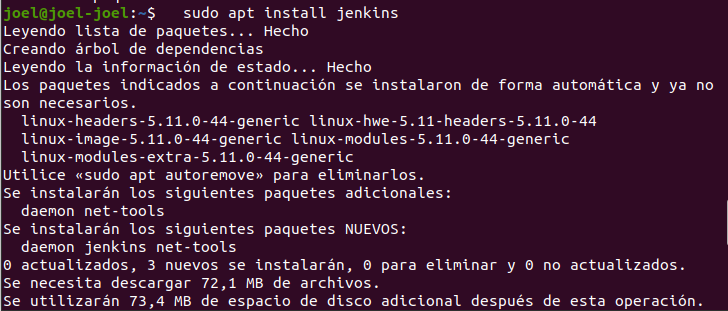 joel@joel-joel:~$   sudo apt install jenkins
Leyendo lista de paquetes... Hecho
Creando árbol de dependencias
Leyendo la información de estado... Hecho
Los paquetes indicados a continuación se instalaron de forma automática y ya no
son necesarios.
  linux-headers-5.11.0-44-generic linux-hwe-5.11-headers-5.11.0-44
  linux-image-5.11.0-44-generic linux-modules-5.11.0-44-generic
  linux-modules-extra-5.11.0-44-generic
Utilice «sudo apt autoremove» para eliminarlos.
Se instalarán los siguientes paquetes adicionales:
  daemon net-tools
Se instalarán los siguientes paquetes NUEVOS:
  daemon jenkins net-tools
0 actualizados, 3 nuevos se instalarán, 0 para eliminar y 0 no actualizados.
Se necesita descargar 72,1 MB de archivos.
Se utilizarán 73,4 MB de espacio de disco adicional después de esta operación.